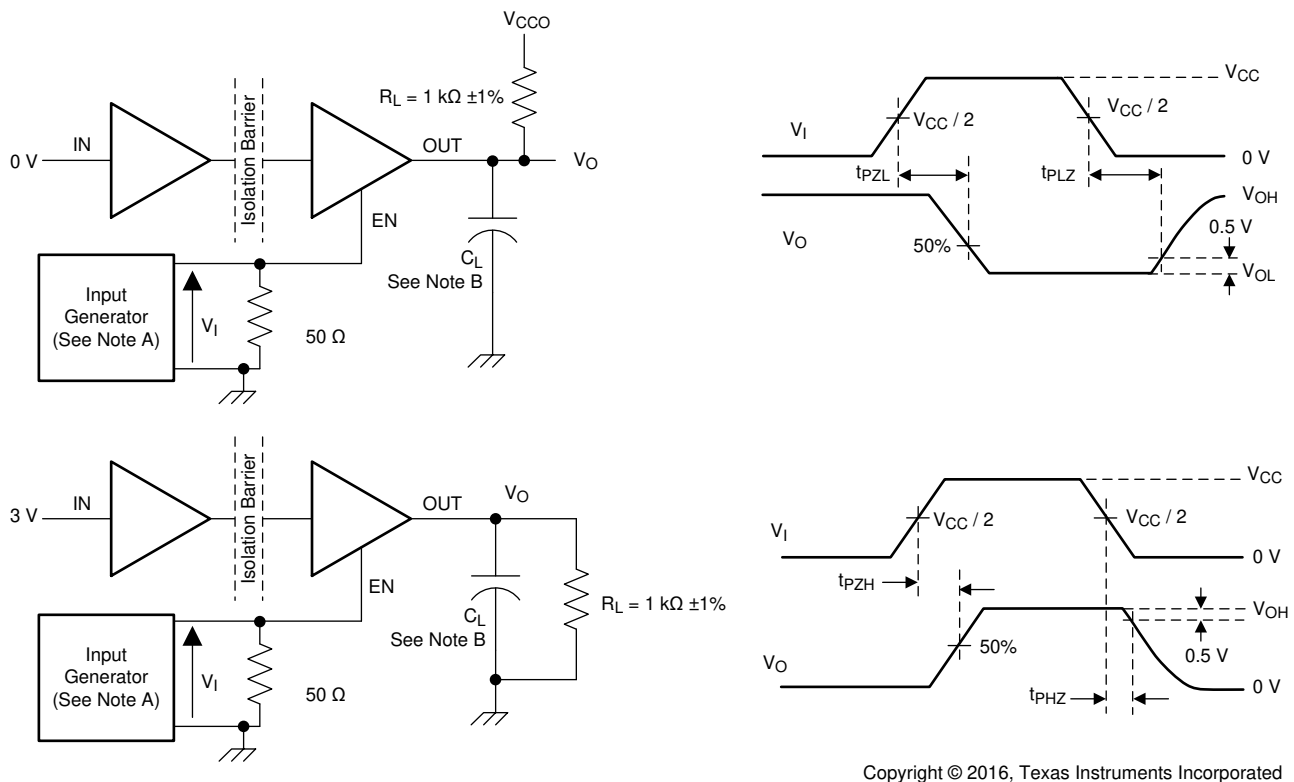 VCCO
RL = 1 kΩ ±1%
IN
0 V
Isolation Barrier
OUT
VO
EN
CL
See Note B
Input
Generator
(See Note A)
VI
50 Ω
VCC
VCC / 2
VCC / 2
VI
0 V
tPZL
tPLZ
VOH
0.5 V
VO
50%
VOL
IN
3 V
Isolation Barrier
OUT
VO
EN
CL
See Note B
RL = 1 kΩ ±1%
Input
Generator
(See Note A)
VI
50 Ω
VCC
VI
VCC / 2
VCC / 2
0 V
tPZH
VOH
0.5 V
50%
VO
0 V
tPHZ
Copyright © 2016, Texas Instruments Incorporated